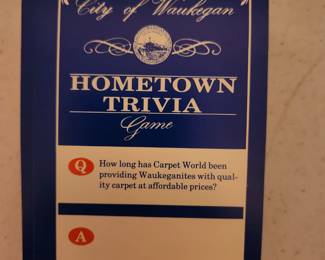 City of Waukegan
HOMETOWN
TRIVIA
Game
Q How long has Carpet World been
providing Waukeganites with qual-
ity carpet at affordable prices?
A